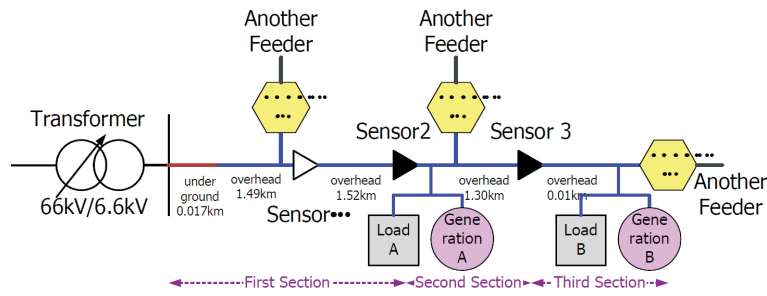 Another
Feeder
Another
Feeder
Transformer
66kV/6.6kV
under
ground
0.017km
overhead
1.49km
Sensor•••
overhead
1.52km
Sensor2
overhead
1.30km
Sensor 3
overhead
0.01km
Another
Feeder
Load
A
Gene
ration
A
Load
B
Gene
ration
B
First Section
Second Section
Third Section